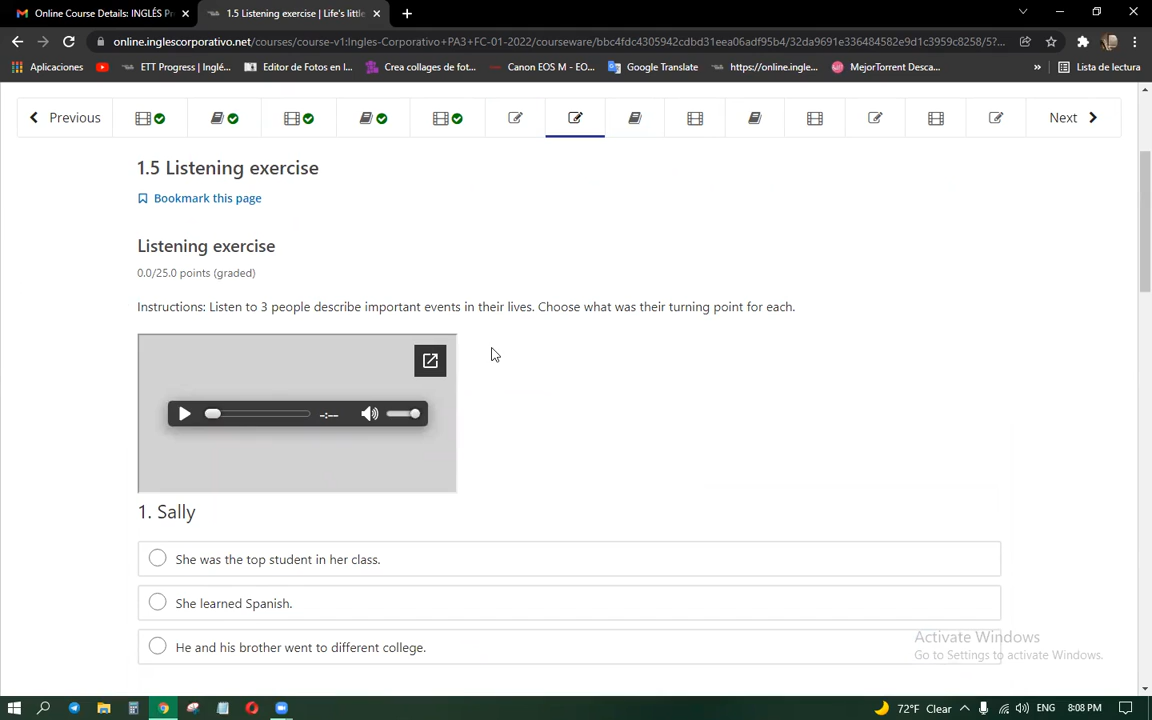 Online Course Details: INGLÉS Pr
1.5 Listening exercise | Life's little
online.inglescorporativo.net/courses/course-v1:Ingles-Corporativo+PA3+FC-01-2022/courseware/bbc4fdc4305942cdbd31eea06adf95b4/32da9691e336484582e9d1c3959c8258/5?...
Aplicaciones
ETT Progress | Inglé...
Editor de Fotos en l...
Crea collages de fot...
Canon EOS M - EO...
Google Translate
https://online.ingle...
MejorTorrent Desca...
»
Lista de lectura
Previous
Next
1.5 Listening exercise
Bookmark this page
Listening exercise
0.0/25.0 points (graded)
Instructions: Listen to 3 people describe important events in their lives. Choose what was their turning point for each.
-:--
1. Sally
She was the top student in her class.
She learned Spanish.
He and his brother went to different college.
Activate Windows
Go to Settings to activate Windows.
72°F Clear
ENG
8:08 PM